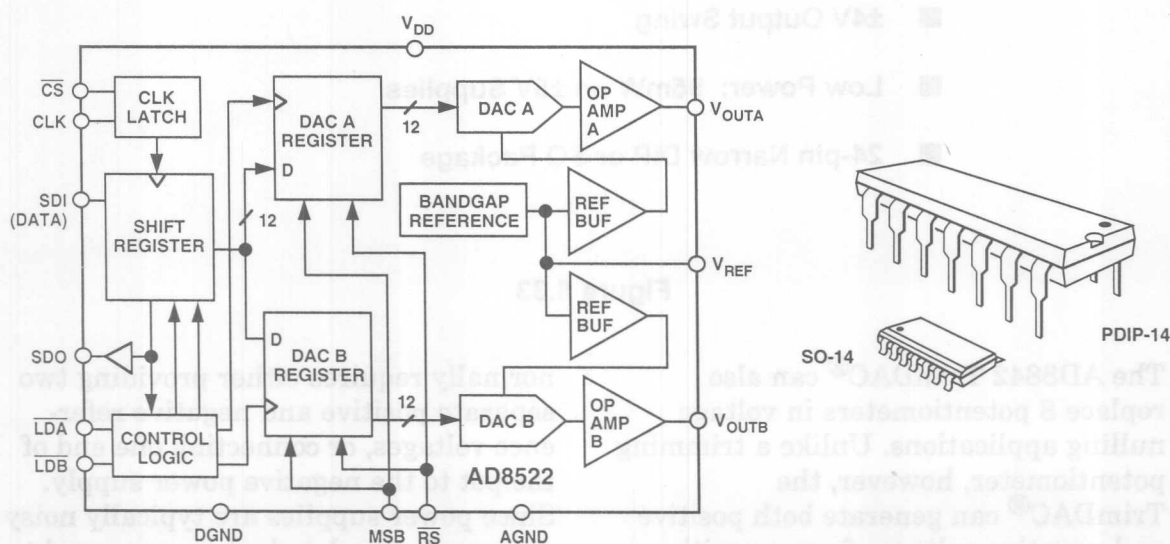 V_DD
CS
CLK
SDI
(DATA)
SDO
LDA
LDB
CLK
LATCH
SHIFT
REGISTER
CONTROL
LOGIC
12
DAC A
REGISTER
D
12
DAC A
OP
AMP
A
V_OUTA
BANDGAP
REFERENCE
REF
BUF
V_REF
REF
BUF
D
DAC B
REGISTER
12
DAC B
OP
AMP
B
V_OUTB
AD8522
DGND
MSB
RS
AGND
SO-14
PDIP-14
±4V Output Swing
Low Power: mW ±5V Supplies
24-pin Narrow DIP or SO Package
Figure
The AD8842 TrimDAC® can also
replace 8 potentiometers in voltage
nulling applications. Unlike a trimming
potentiometer, however, the
TrimDAC® can generate both positive
normally requires either providing two
separate positive and negative refer-
ence voltages, or connecting one end of
to the negative power supply.
Since power supplies are typically noisy